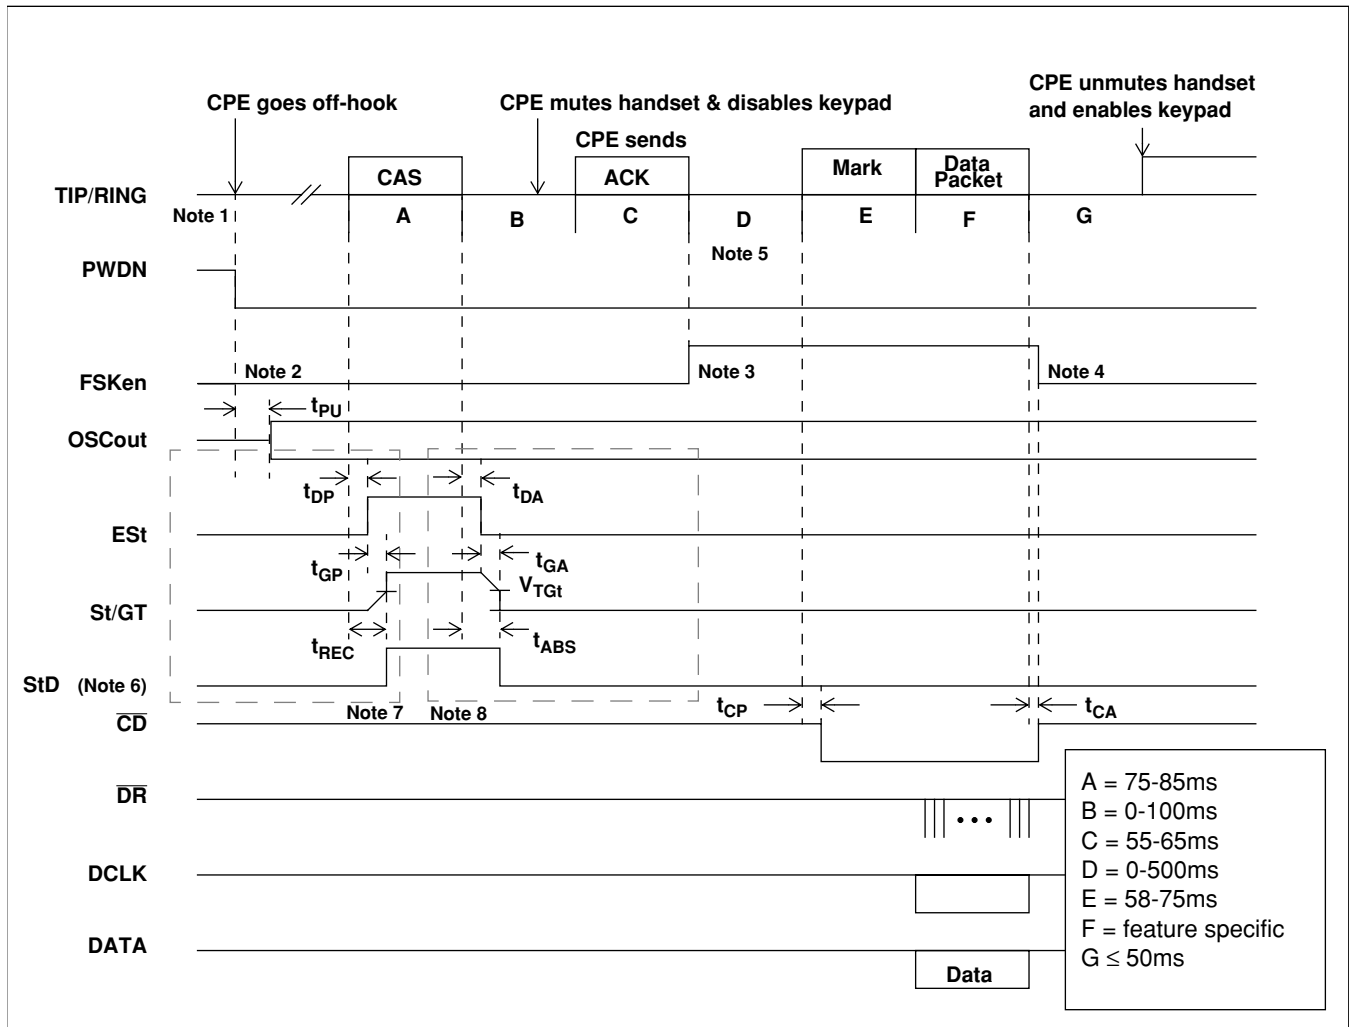 CPE unmutes handset
and enables keypad
CPE goes off-hook
CPE mutes handset & disables keypad
CPE sends
TIP/RING
CAS
ACK
Mark
Data
Packet
Note 1
A
B
C
D
E
F
G
Note 5
PWDN
FSKen
Note 2
Note 3
Note 4
tPU
OSCout
tDP
tDA
ESt
tGP
tGA
VTGt
St/GT
tREC
tABS
StD (Note 6)
Note 7
Note 8
tCP
tCA
CD
DR
• • •
DCLK
DATA
Data
A = 75-85ms
B = 0-100ms
C = 55-65ms
D = 0-500ms
E = 58-75ms
F = feature specific
G ≤ 50ms